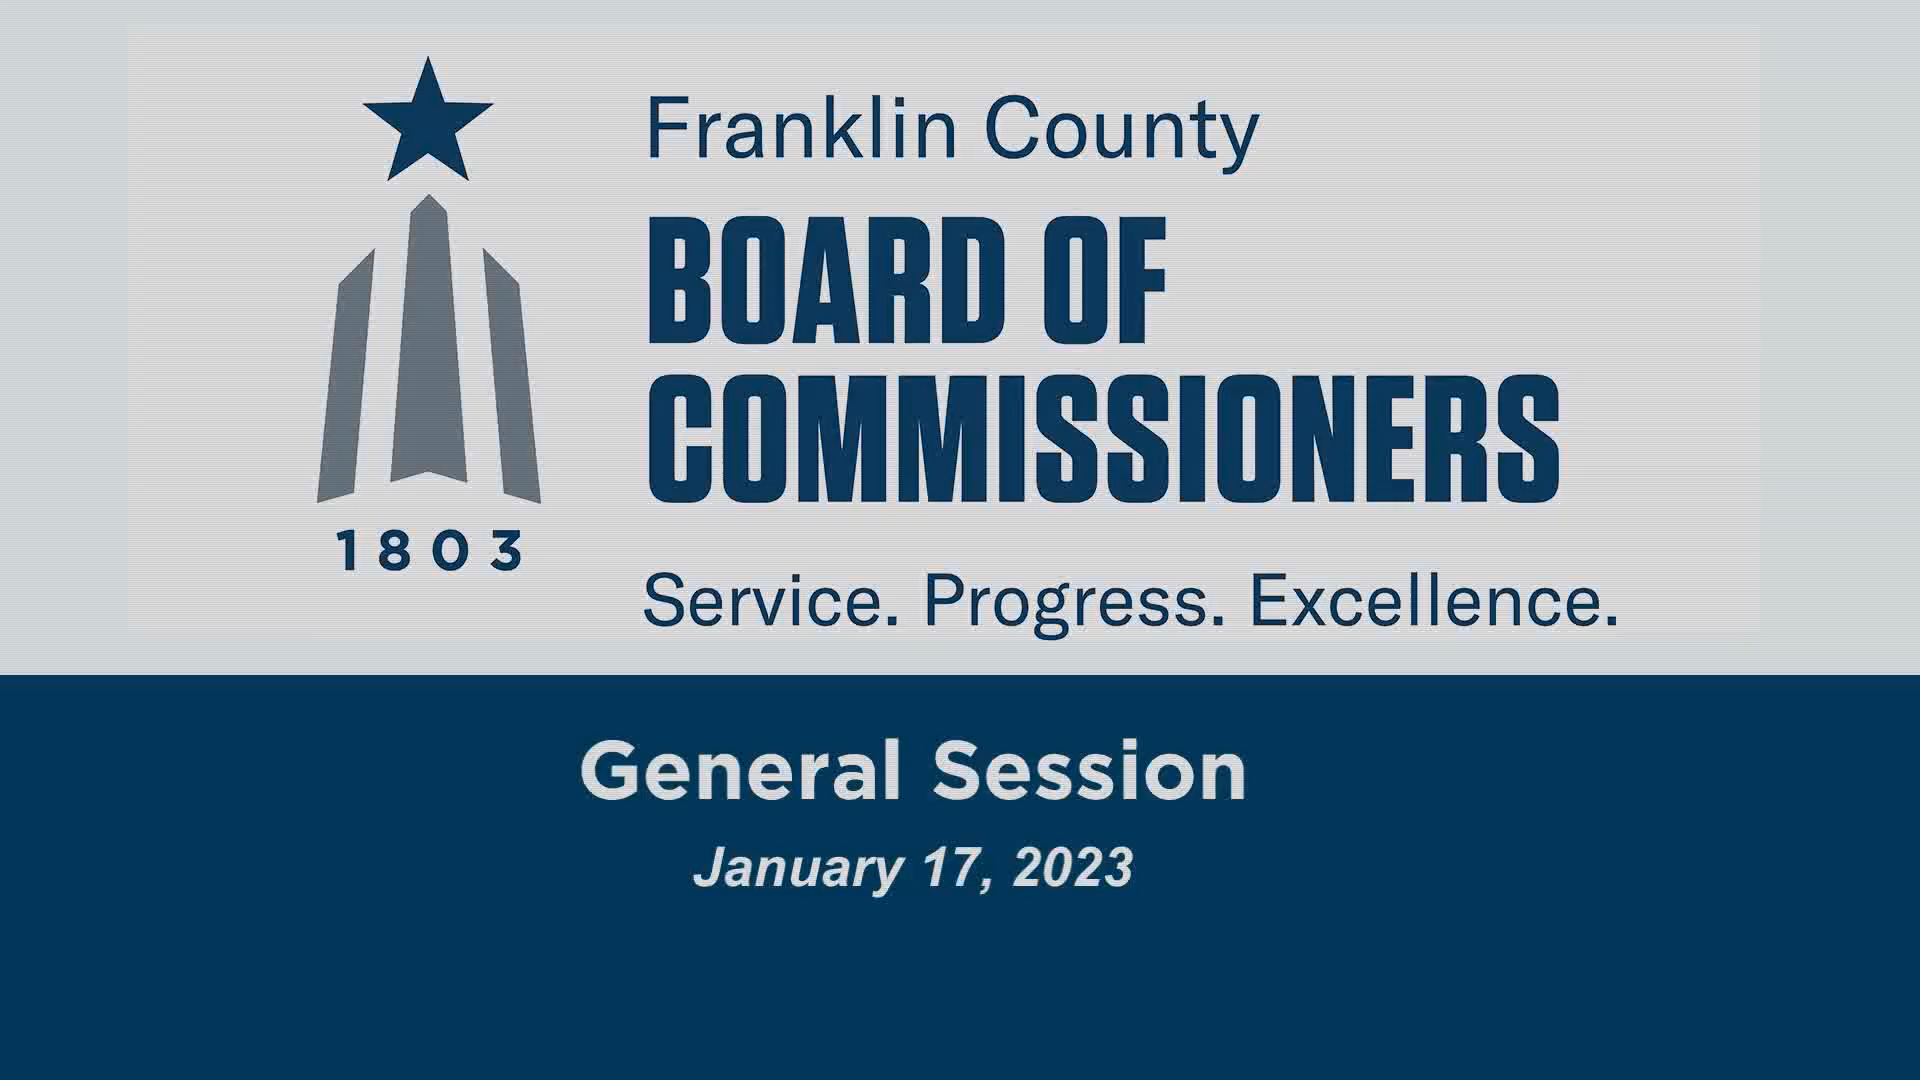 Franklin County
BOARD OF
COMMISSIONERS
1803
Service. Progress. Excellence.
General Session
January 17, 2023